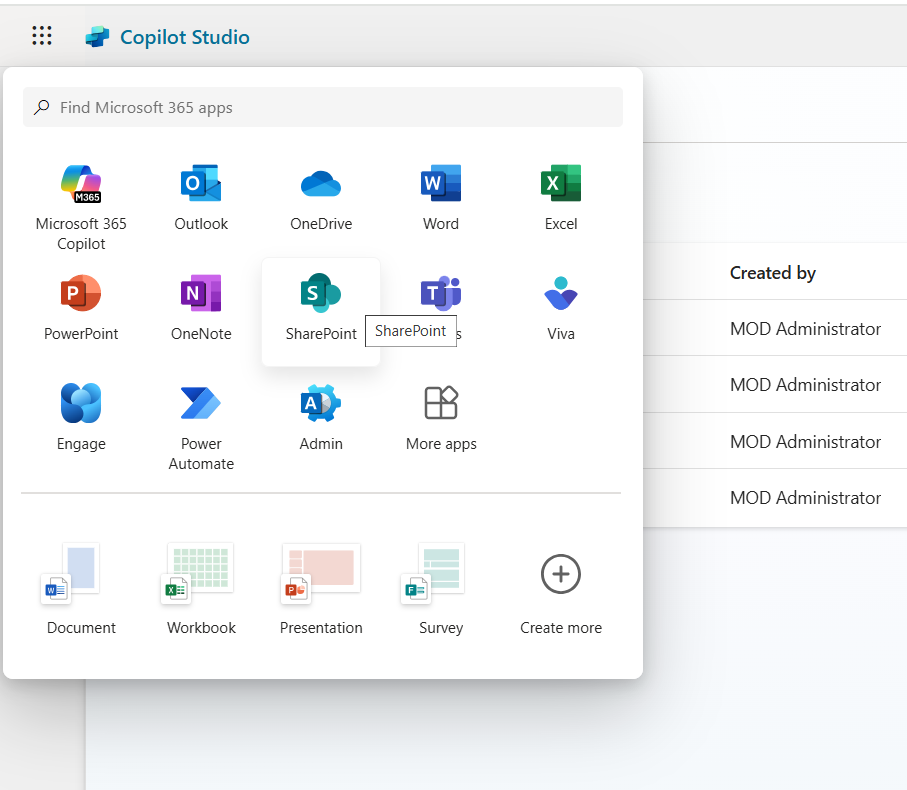 Copilot Studio
Find Microsoft 365 apps
M365
Microsoft 365
Copilot
Outlook
OneDrive
Word
Excel
PowerPoint
OneNote
SharePoint
SharePoint
s
Viva
Engage
Power
Automate
Admin
More apps
Document
Workbook
Presentation
Survey
Create more
Created by
MOD Administrator
MOD Administrator
MOD Administrator
MOD Administrator